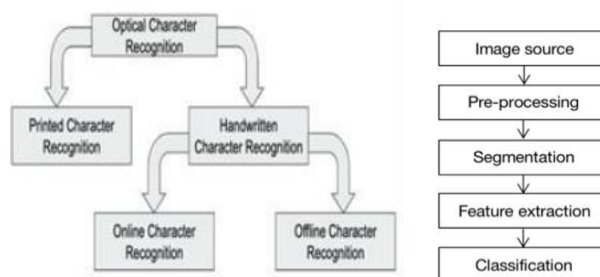 Optical Character
Recognition
Printed Character
Recognition
Handwritten
Character Recognition
Online Character
Recognition
Offline Character
Recognition
Image source
Pre-processing
Segmentation
Feature extraction
Classification